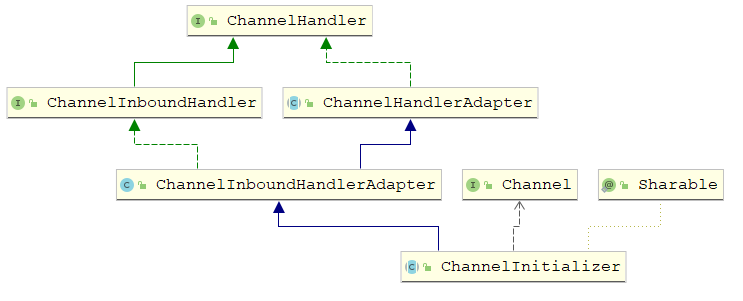 I ChannelHandler
I ChannelInboundHandler
C ChannelHandlerAdapter
C ChannelInboundHandlerAdapter
I Channel
@ Sharable
C ChannelInitializer